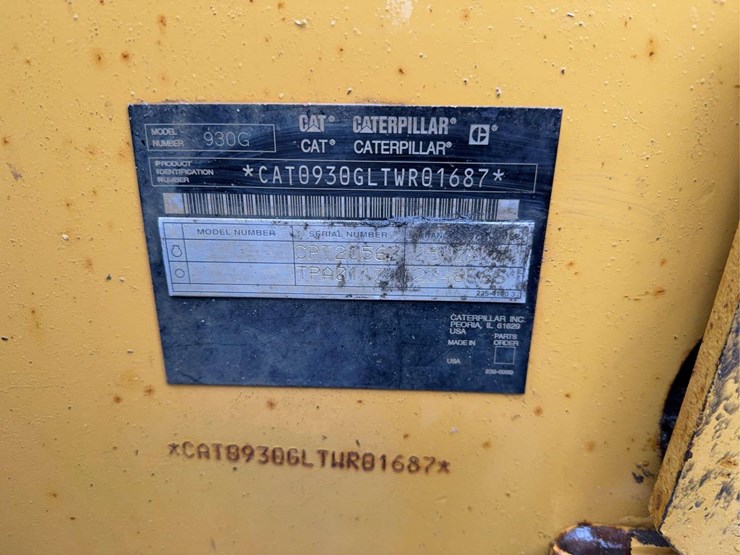 MODEL NUMBER 930G
CAT® CATERPILLAR® C®
CAT® CATERPILLAR®
PRODUCT IDENTIFICATION NUMBER
*CAT0930GLTWR01687*
MODEL NUMBER SERIAL NUMBER
CATERPILLAR INC.
PEORIA, IL 61629
USA
MADE IN
PARTS ORDER
USA
*CAT0930GLTWR01687*